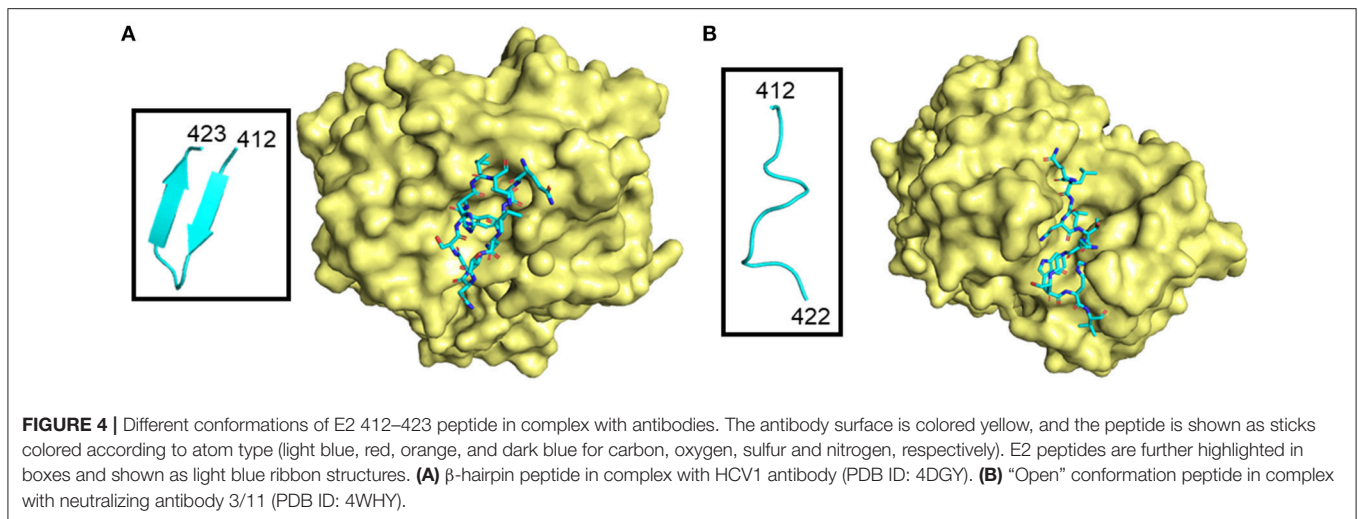 A
B
423 412
412
422
FIGURE 4 | Different conformations of E2 412–423 peptide in complex with antibodies. The antibody surface is colored yellow, and the peptide is shown as sticks
colored according to atom type (light blue, red, orange, and dark blue for carbon, oxygen, sulfur and nitrogen, respectively). E2 peptides are further highlighted in
boxes and shown as light blue ribbon structures. (A) β-hairpin peptide in complex with HCV1 antibody (PDB ID: 4DGY). (B) “Open” conformation peptide in complex
with neutralizing antibody 3/11 (PDB ID: 4WHY).